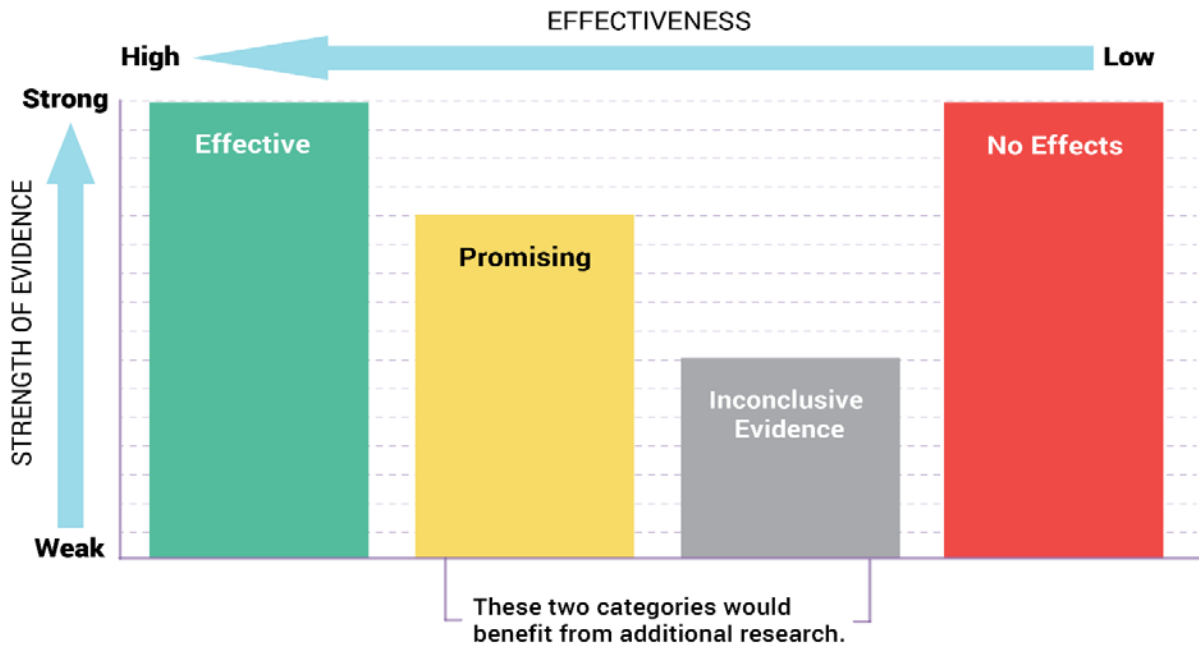 EFFECTIVENESS
High
Low
Strong
Effective
No Effects
Promising
STRENGTH OF EVIDENCE
Inconclusive
Evidence
Weak
These two categories would
benefit from additional research.